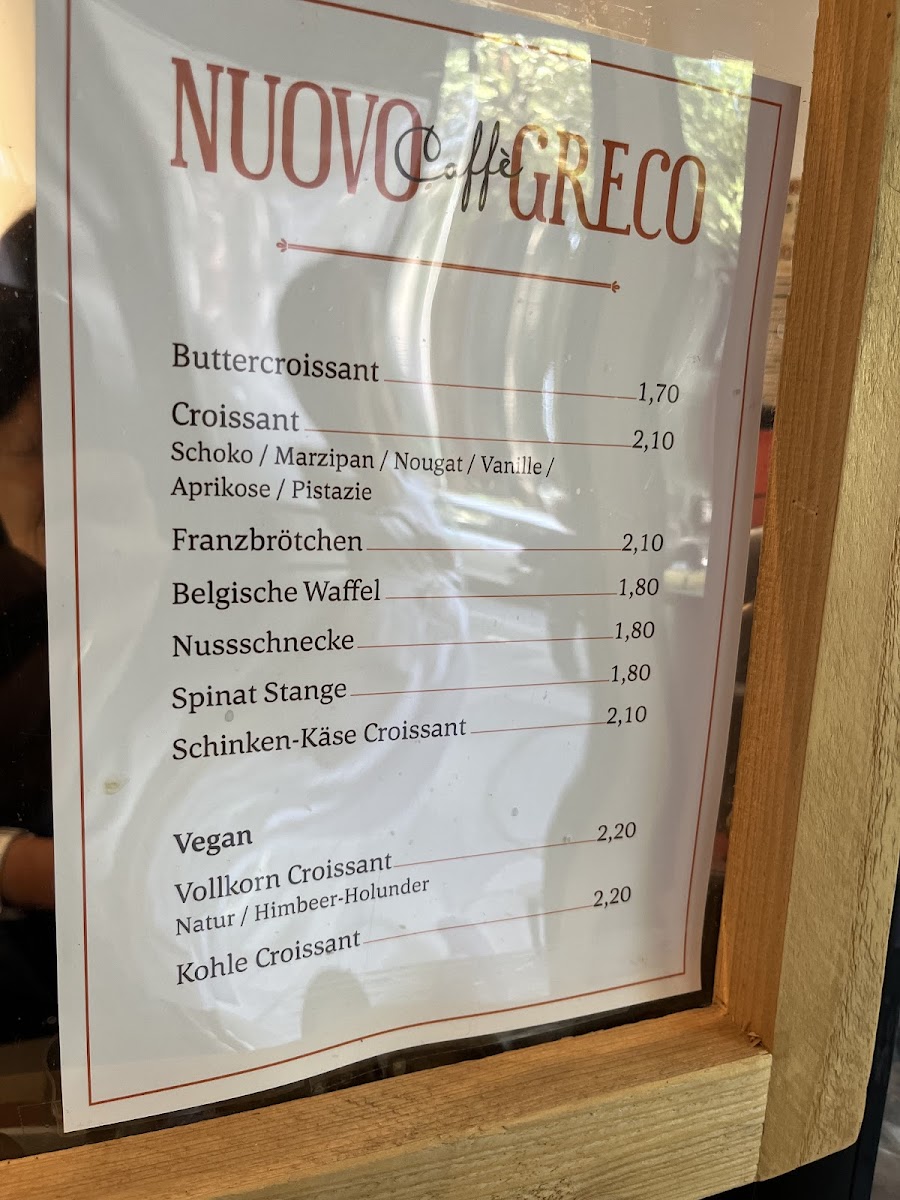 NUOVO Caffè GRECO
Buttercroissant 1,70
Croissant 2,10
Schoko / Marzipan / Nougat / Vanille /
Aprikose / Pistazie
Franzbrötchen 2,10
Belgische Waffel 1,80
Nussschnecke 1,80
Spinat Stange 1,80
Schinken-Käse Croissant 2,10
Vegan
Vollkorn Croissant 2,20
Natur / Himbeer-Holunder
Kohle Croissant 2,20